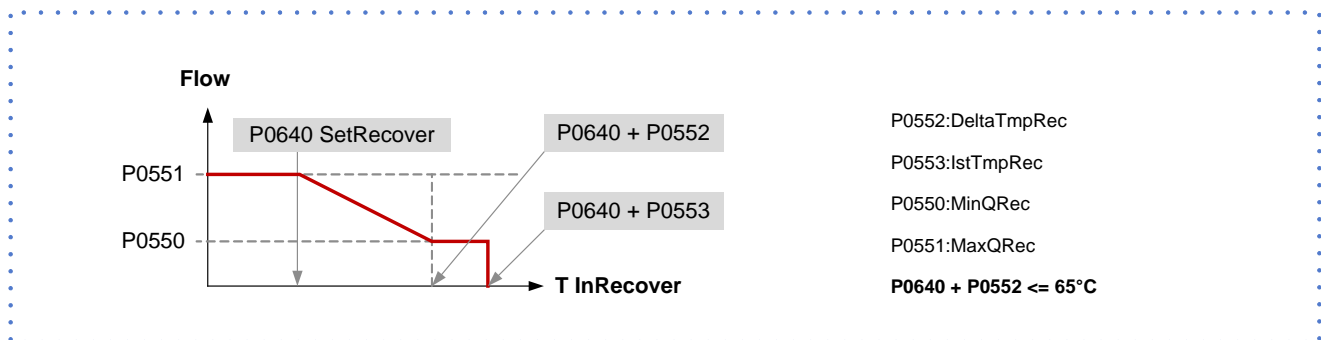 Flow
P0640 SetRecover
P0640 + P0552
P0551
P0640 + P0553
P0550
T InRecover
P0552:DeltaTmpRec
P0553:IstTmpRec
P0550:MinQRec
P0551:MaxQRec
P0640 + P0552 <= 65°C